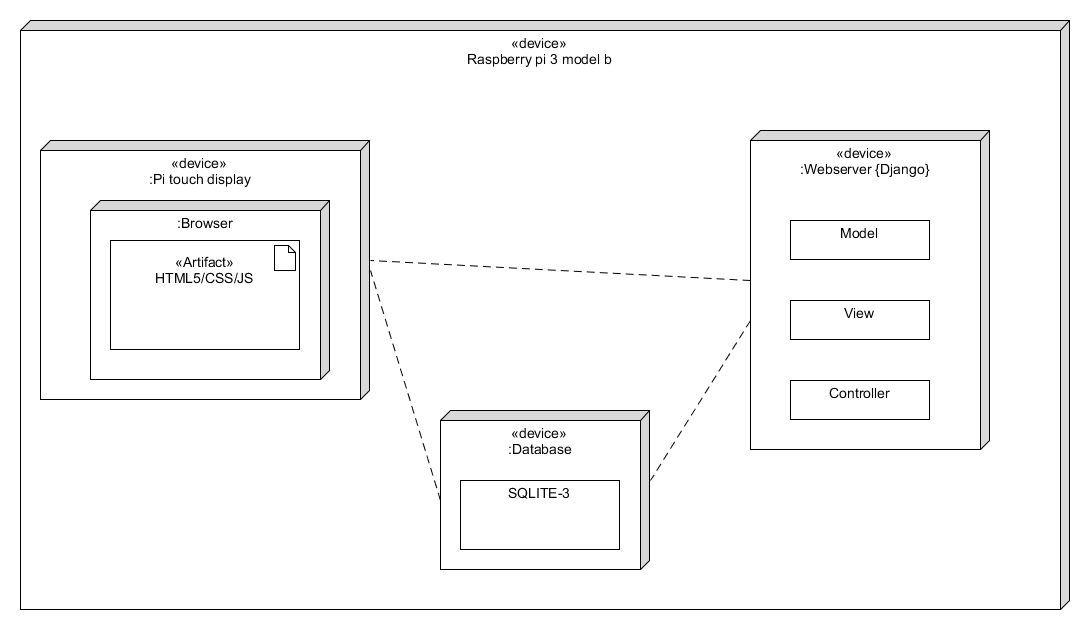 «device»
Raspberry pi 3 model b
«device»
:Pi touch display
:Browser
«Artifact»
HTML5/CSS/JS
«device»
:Webserver {Django}
Model
View
Controller
«device»
:Database
SQLITE-3